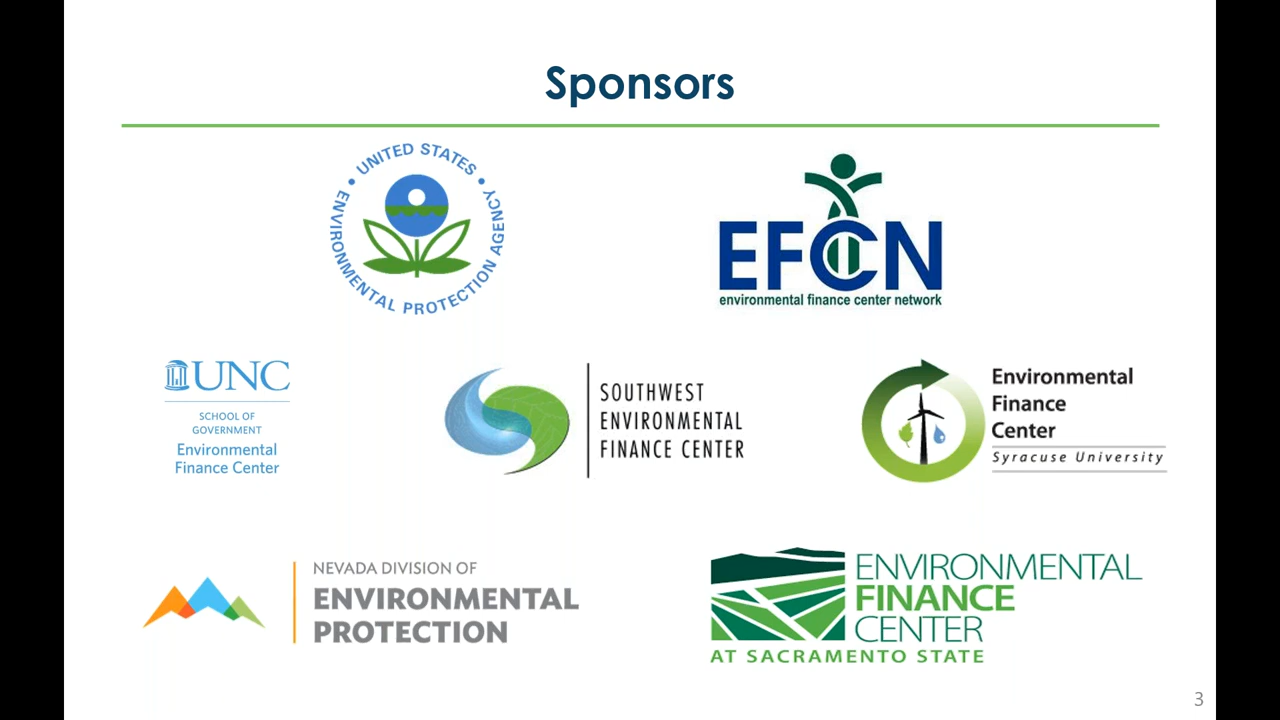 Sponsors
UNITED STATES
ENVIRONMENTAL PROTECTION AGENCY
EFCN
environmental finance center network
UNC
SCHOOL OF
GOVERNMENT
Environmental
Finance Center
SOUTHWEST
ENVIRONMENTAL
FINANCE CENTER
Environmental
Finance
Center
Syracuse University
NEVADA DIVISION OF
ENVIRONMENTAL
PROTECTION
ENVIRONMENTAL
FINANCE
CENTER
AT SACRAMENTO STATE
3